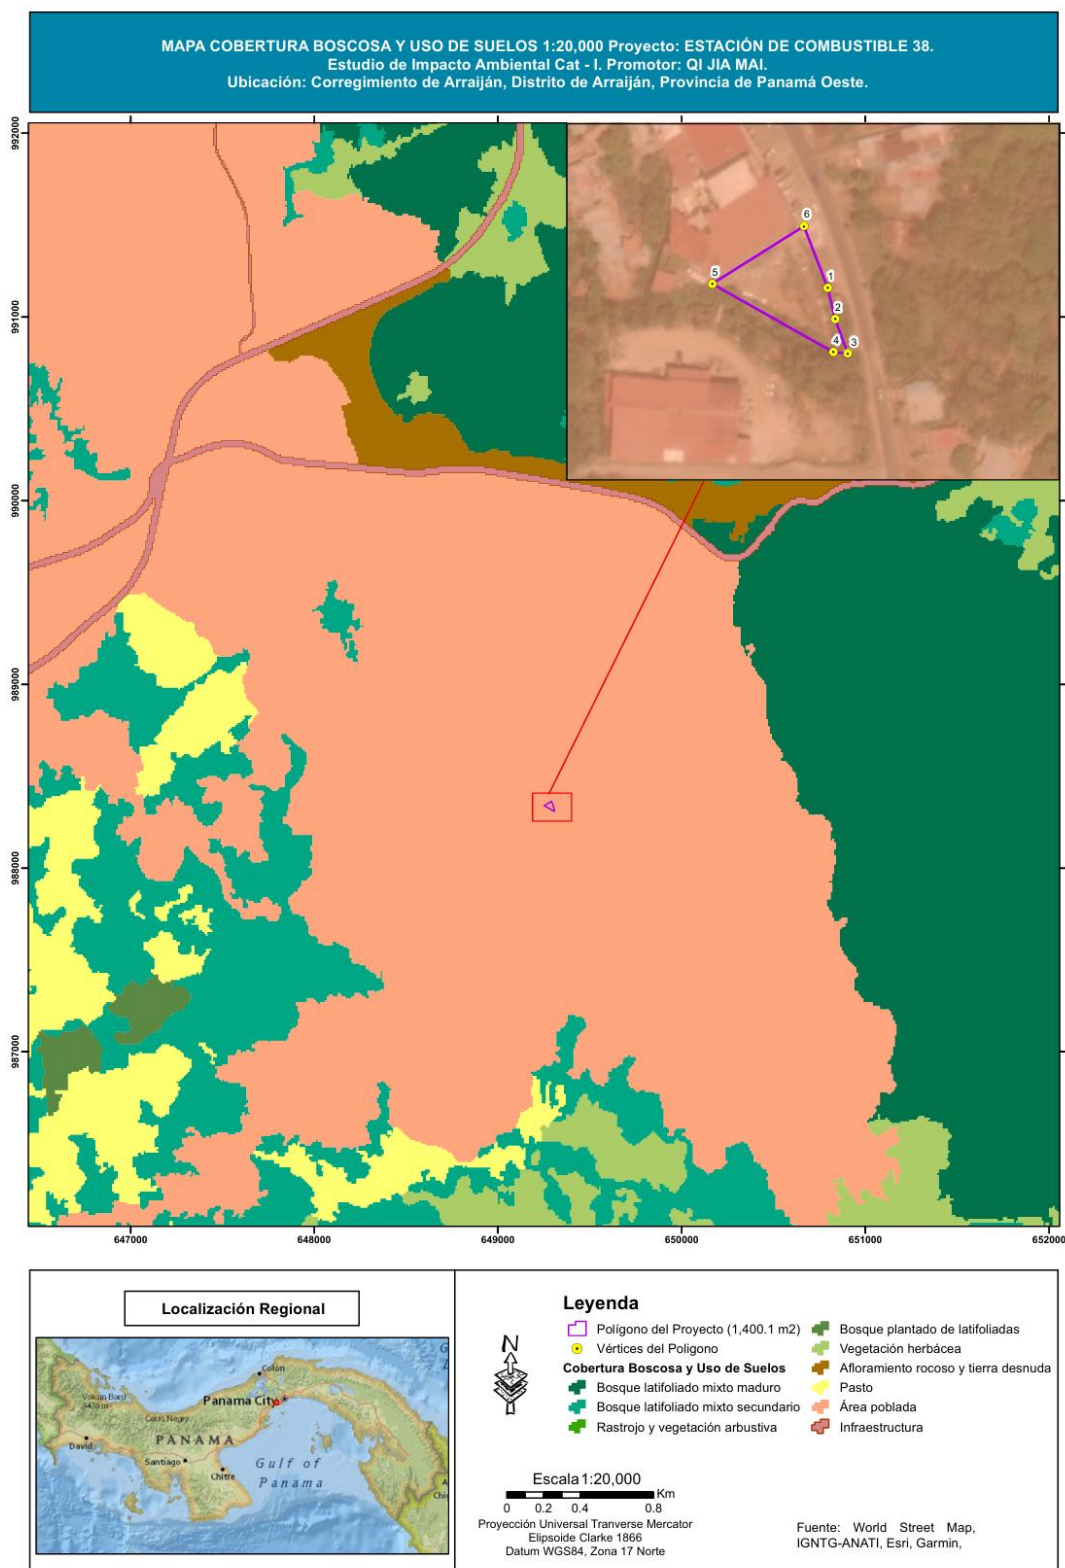 MAPA COBERTURA BOSCOSA Y USO DE SUELOS 1:20,000 Proyecto: ESTACIÓN DE COMBUSTIBLE 38.
Estudio de Impacto Ambiental Cat - I. Promotor: QI JIA MAI.
Ubicación: Corregimiento de Arraiján, Distrito de Arraiján, Provincia de Panamá Oeste.
992000
991000
990000
989000
988000
987000
6
5
1
2
4
3
647000
648000
649000
650000
651000
652000
Localización Regional
Colon
Panama City
Volcán Barú
Cerro Negro
PANAMA
David
Santiago
Chitre
Gulf of
Panama
N
Leyenda
Polígono del Proyecto (1,400.1 m2)
Vértices del Poligono
Cobertura Boscosa y Uso de Suelos
Bosque latifoliado mixto maduro
Bosque latifoliado mixto secundario
Rastrojo y vegetación arbustiva
Bosque plantado de latifoliadas
Vegetación herbácea
Afloramiento rocoso y tierra desnuda
Pasto
Área poblada
Infraestructura
Escala 1:20,000
0 0.2 0.4 0.8 Km
Proyección Universal Tranverse Mercator
Elipsoide Clarke 1866
Datum WGS84, Zona 17 Norte
Fuente: World Street Map,
IGNTG-ANATI, Esri, Garmin,